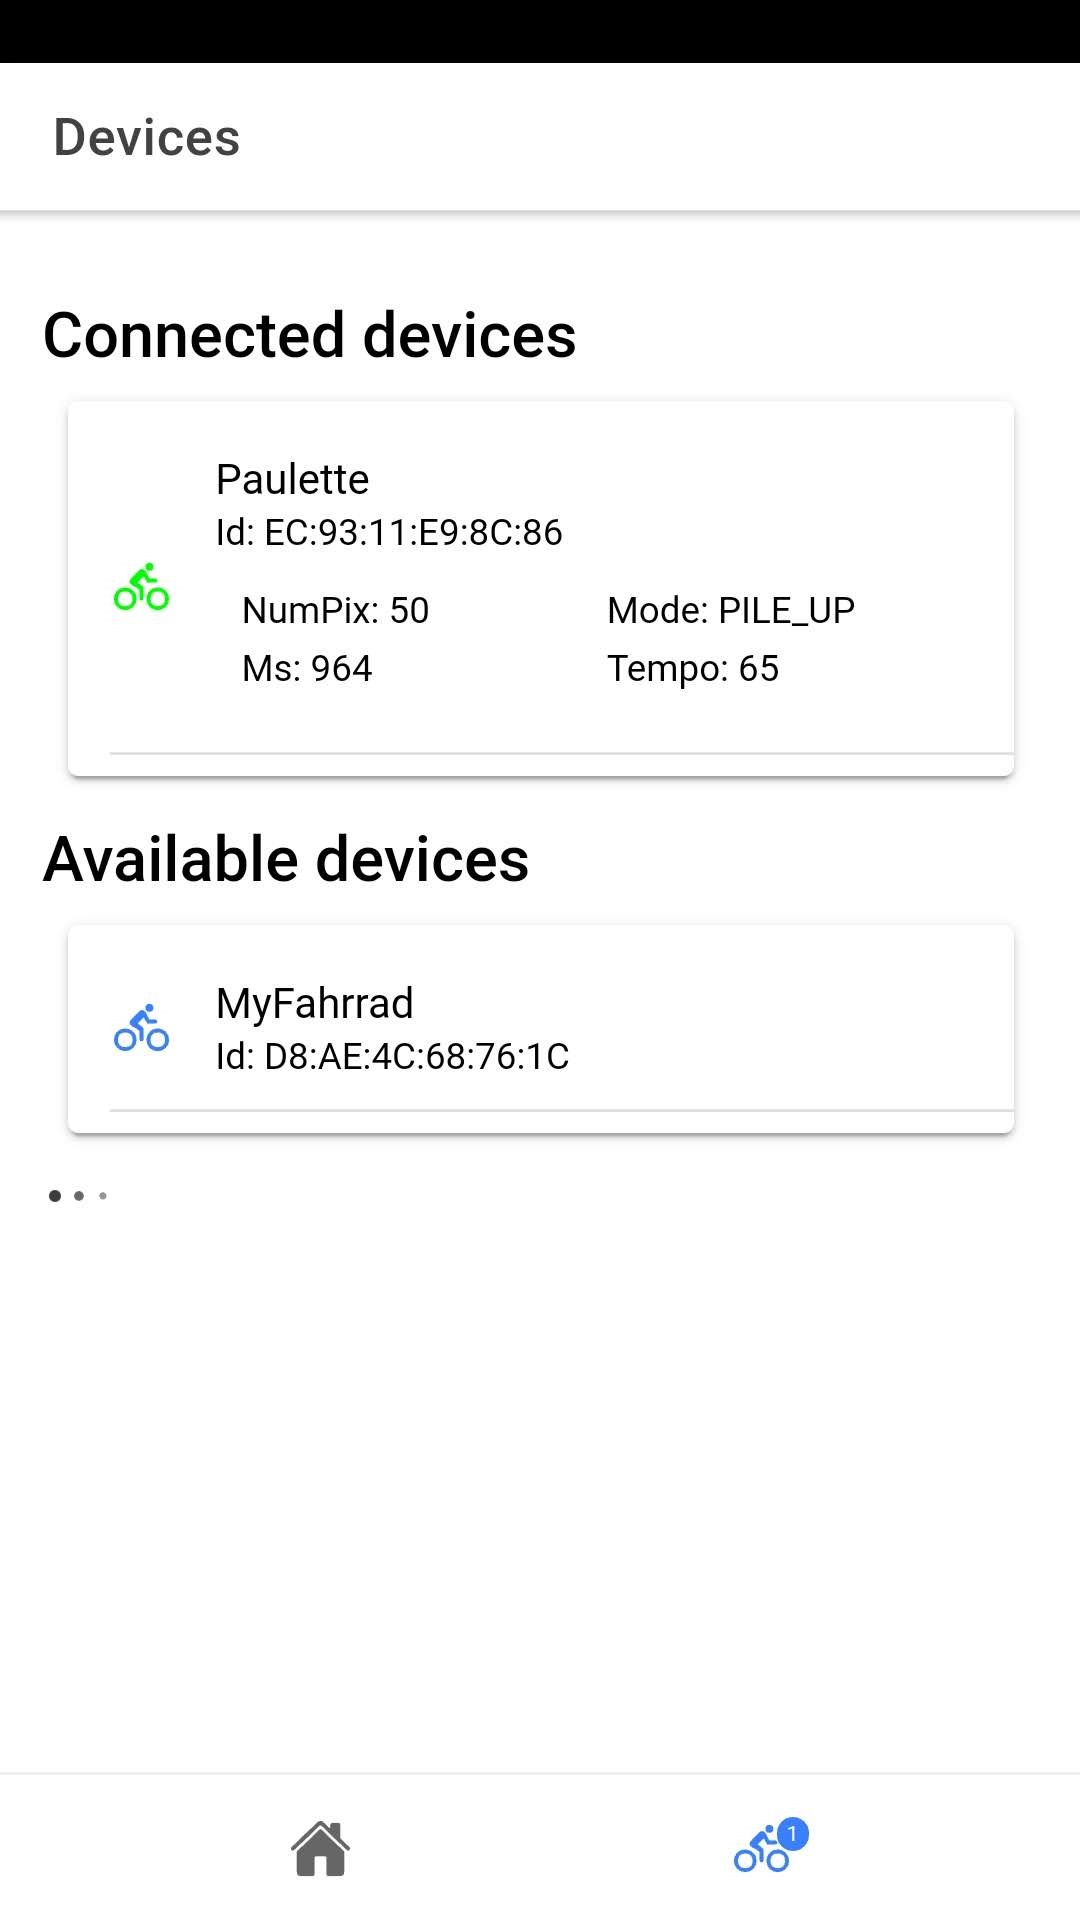 Devices
Connected devices
Paulette
Id: EC:93:11:E9:8C:86
NumPix: 50 Mode: PILE_UP
Ms: 964 Tempo: 65
Available devices
MyFahrrad
Id: D8:AE:4C:68:76:1C
1